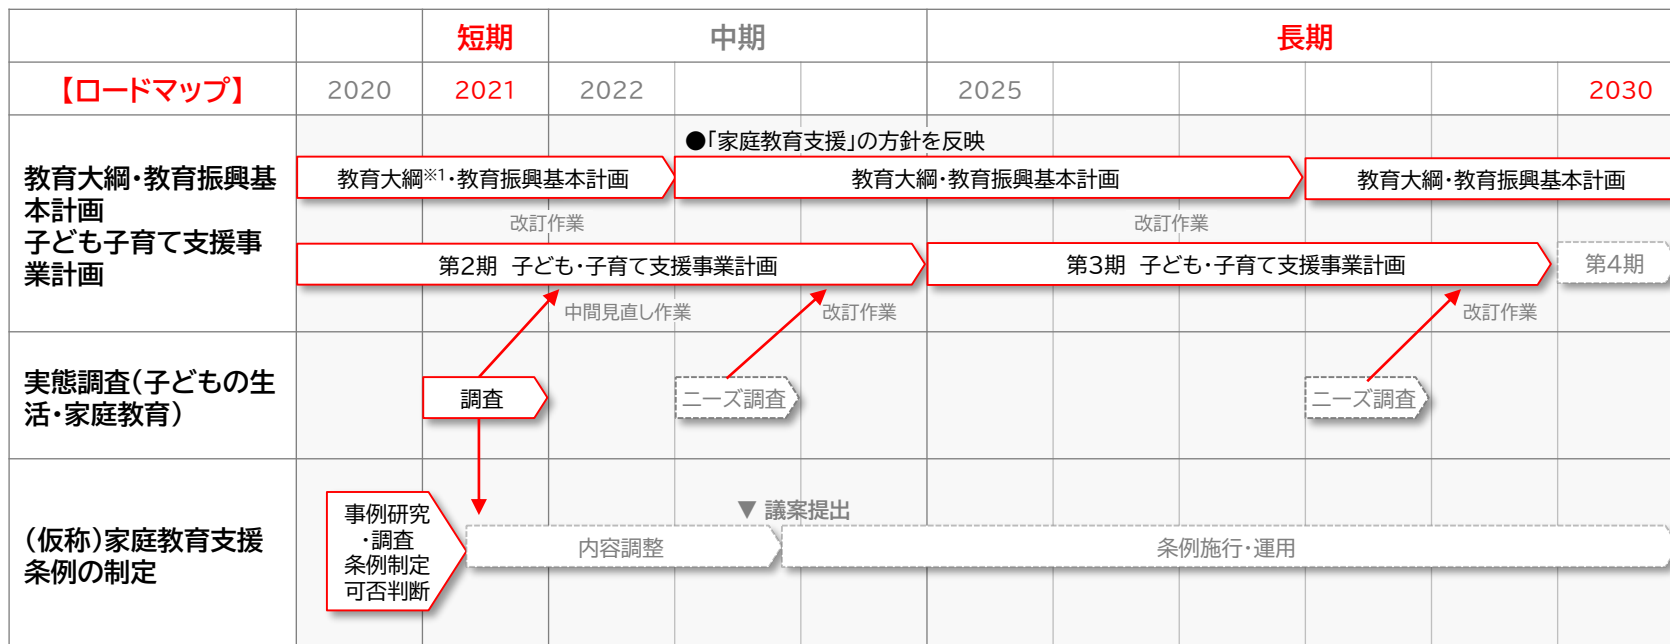 短期
中期
長期
【ロードマップ】
2020
2021
2022
2025
2030
教育大綱・教育振興基
本計画
子ども子育て支援事
業計画
●「家庭教育支援」の方針を反映
教育大綱※1・教育振興基本計画
教育大綱・教育振興基本計画
教育大綱・教育振興基本計画
改訂作業
改訂作業
第2期 子ども・子育て支援事業計画
第3期 子ども・子育て支援事業計画
第4期
中間見直し作業
改訂作業
改訂作業
実態調査(子どもの生
活・家庭教育)
調査
ニーズ調査
ニーズ調査
(仮称)家庭教育支援
条例の制定
事例研究
・調査
条例制定
可否判断
▼ 議案提出
内容調整
条例施行・運用